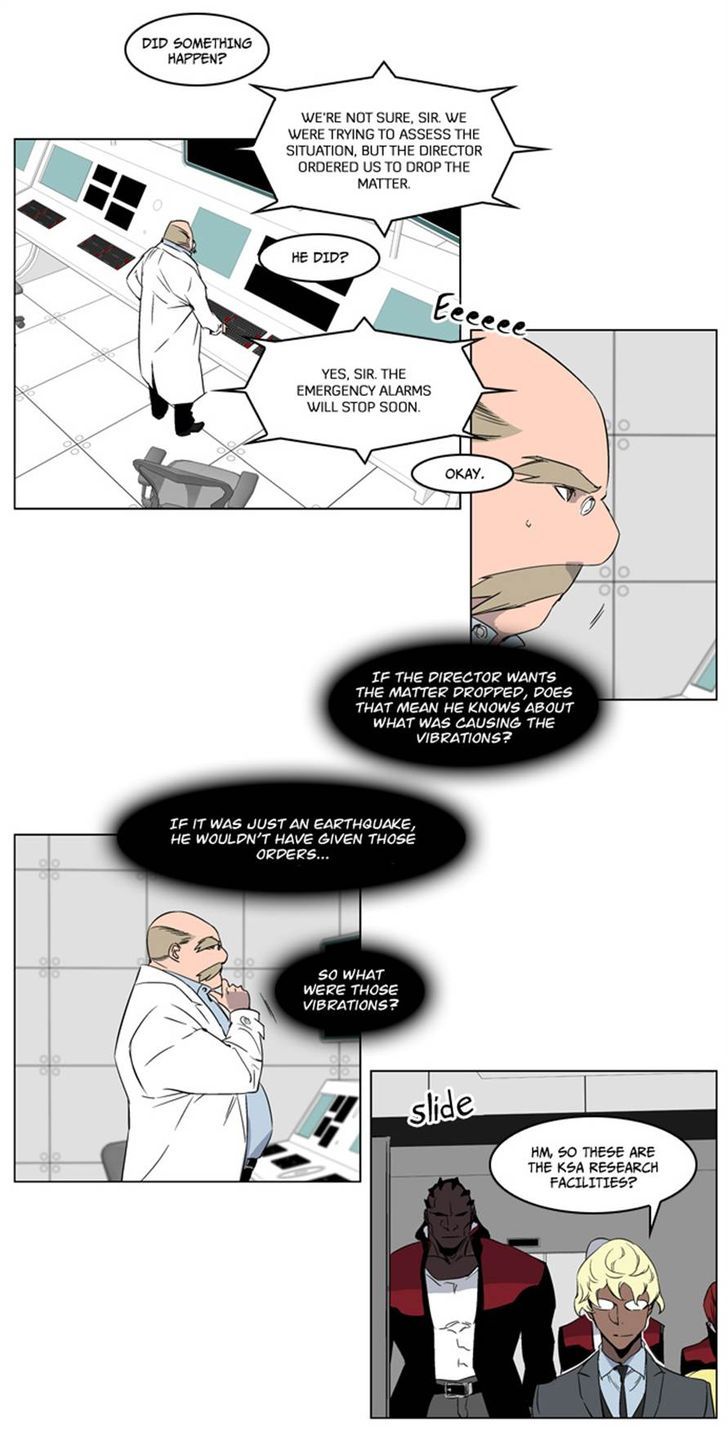 DID SOMETHING
HAPPEN?
WE'RE NOT SURE, SIR. WE
WERE TRYING TO ASSESS THE
SITUATION, BUT THE DIRECTOR
ORDERED US TO DROP THE
MATTER.
HE DID?
Eeeeee
YES, SIR. THE
EMERGENCY ALARMS
WILL STOP SOON.
OKAY.
IF THE DIRECTOR WANTS
THE MATTER DROPPED, DOES
THAT MEAN HE KNOWS ABOUT
WHAT WAS CAUSING THE
VIBRATIONS?
IF IT WAS JUST AN EARTHQUAKE,
HE WOULDN'T HAVE GIVEN THOSE
ORDERS...
SO WHAT
WERE THOSE
VIBRATIONS?
slide
HM, SO THESE ARE
THE KSA RESEARCH
FACILITIES?